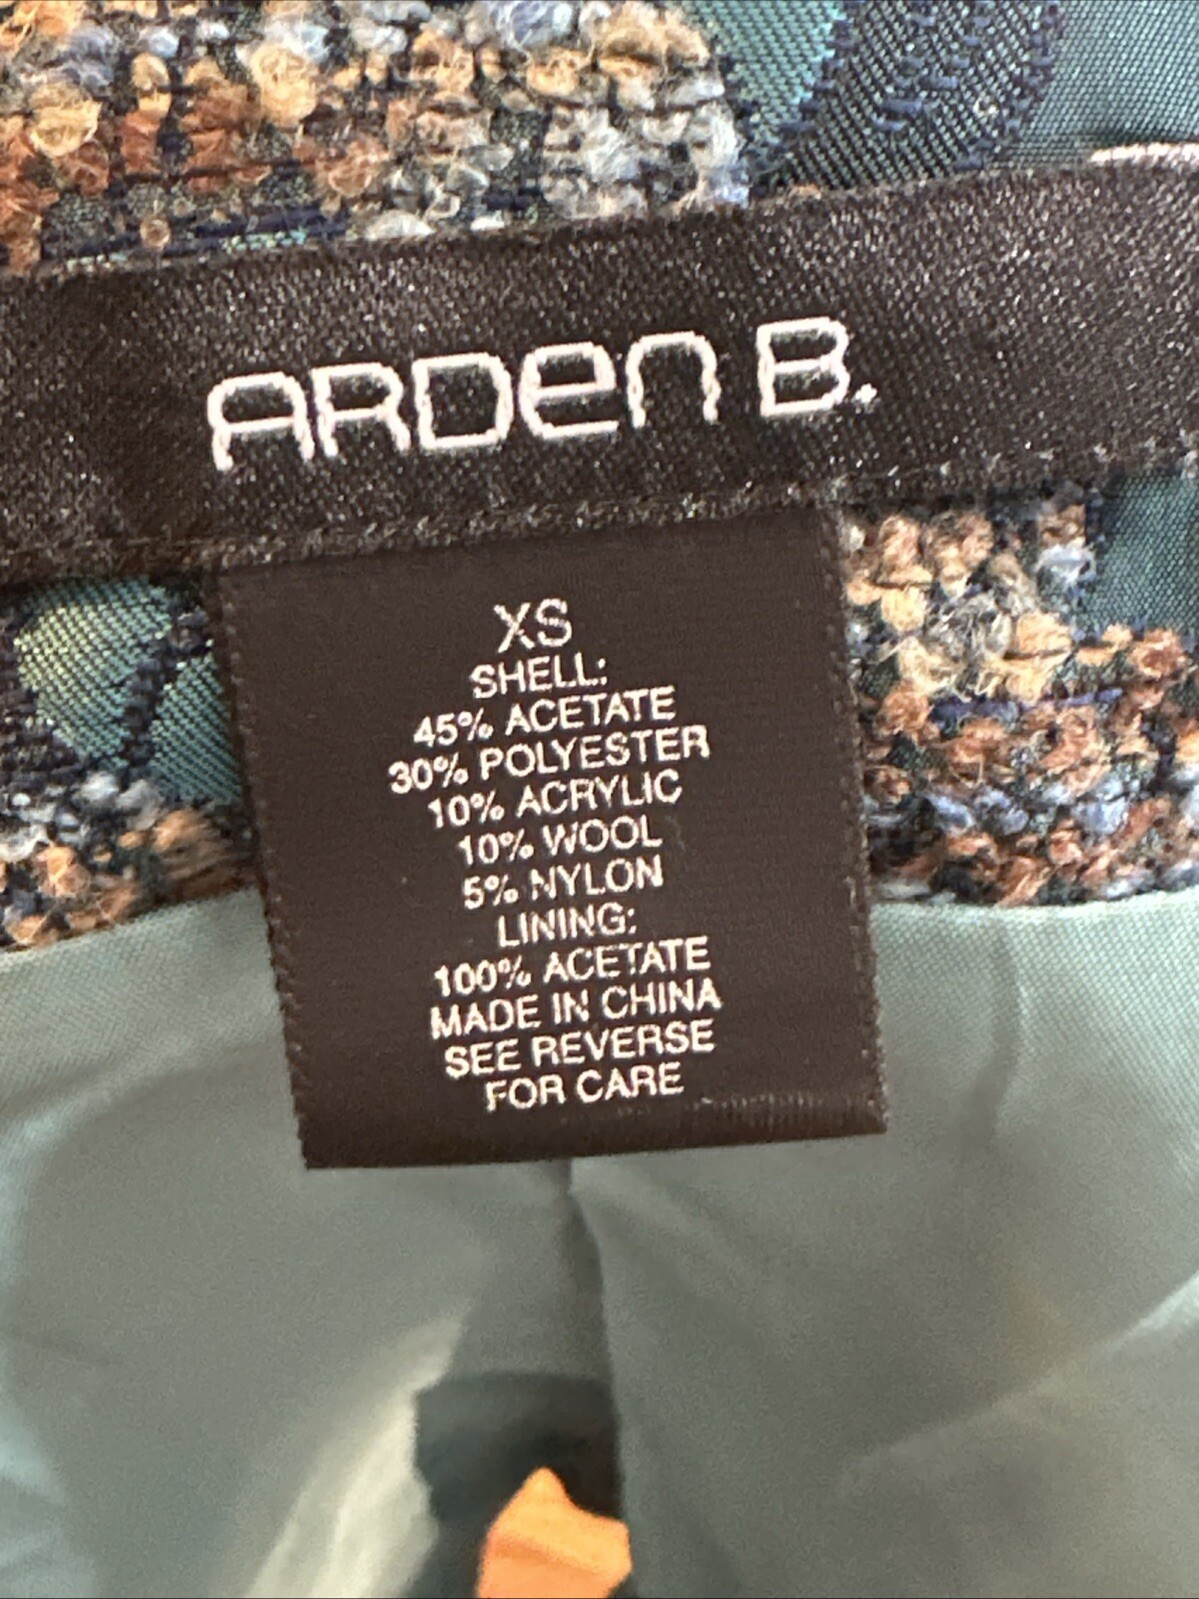 ARDEN B.
XS
SHELL:
45% ACETATE
30% POLYESTER
10% ACRYLIC
10% WOOL
5% NYLON
LINING:
100% ACETATE
MADE IN CHINA
SEE REVERSE
FOR CARE